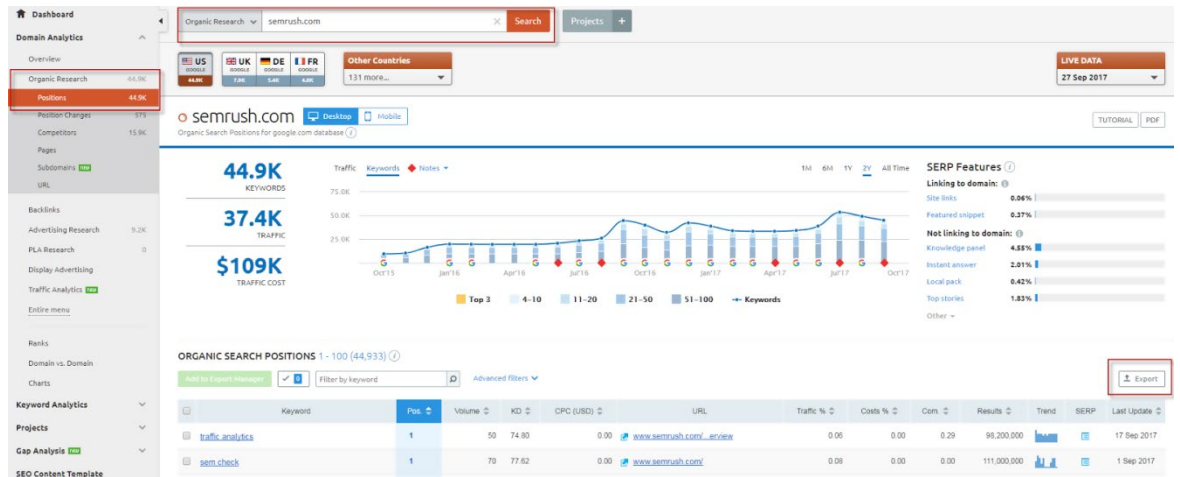 Dashboard
Domain Analytics
Overview
Organic Research 44.9K
Positions 44.9K
Position Changes 575
Competitors 15.9K
Pages
Subdomains NEW
URL
Backlinks
Advertising Research 9.2K
PLA Research 0
Display Advertising
Traffic Analytics NEW
Entire menu
Ranks
Domain vs. Domain
Charts
Keyword Analytics
Projects
Gap Analysis NEW
SEO Content Template
Organic Research semrush.com × Search Projects +
US GOOGLE 44.9K
UK GOOGLE 7.0K
DE GOOGLE 5.4K
FR GOOGLE
Other Countries
131 more...
LIVE DATA
27 Sep 2017
semrush.com Desktop Mobile
TUTORIAL PDF
Organic Search Positions for google.com database i
44.9K
KEYWORDS
37.4K
TRAFFIC
$109K
TRAFFIC COST
Traffic Keywords Notes
1M 6M 1Y 2Y All Time
75.0K
50.0K
25.0K
G G G G G G G G G G G G
Oct'15 Jan'16 Apr'16 Jul'16 Oct'16 Jan'17 Apr'17 Jul'17 Oct'17
Top 3 4-10 11-20 21-50 51-100 Keywords
SERP Features i
Linking to domain:
Site links 0.06%
Featured snippet 0.37%
Not linking to domain:
Knowledge panel 4.55%
Instant answer 2.01%
Local pack 0.42%
Top stories 1.83%
Other
ORGANIC SEARCH POSITIONS 1 - 100 (44,933) i
Add to Export Manager 0 Filter by keyword Advanced filters Export
Keyword Pos. Volume KD CPC (USD) URL Traffic % Costs % Com. Results Trend SERP Last Update
traffic analytics 1 50 74.80 0.00 www.semrush.com/...erview 0.06 0.00 0.29 98,200,000 17 Sep 2017
sem check 1 70 77.62 0.00 www.semrush.com/ 0.08 0.00 0.00 111,000,000 1 Sep 2017